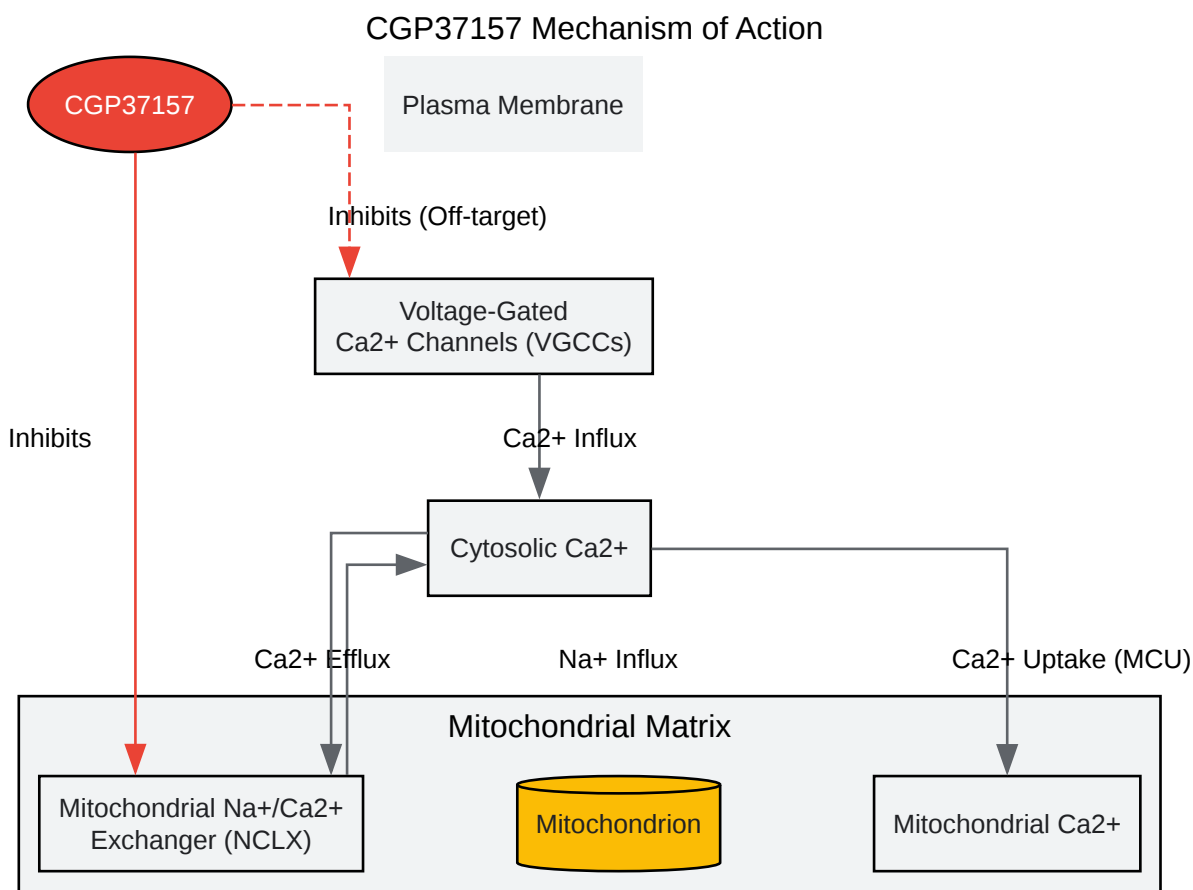 CGP37157 Mechanism of Action
CGP37157
Plasma Membrane
Inhibits (Off-target)
Voltage-Gated
Ca2+ Channels (VGCCs)
Inhibits
Ca2+ Influx
Cytosolic Ca2+
Ca2+ Efflux
Na+ Influx
Ca2+ Uptake (MCU)
Mitochondrial Matrix
Mitochondrial Na+/Ca2+
Exchanger (NCLX)
Mitochondrion
Mitochondrial Ca2+